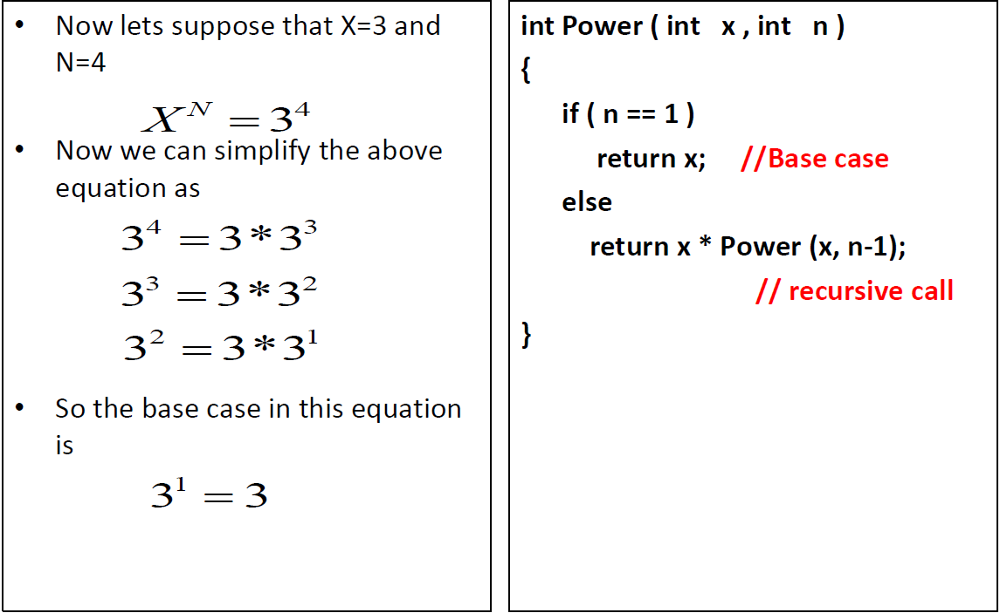 • Now lets suppose that X=3 and
N=4
X^N = 3^4
• Now we can simplify the above
equation as
3^4 = 3 * 3^3
3^3 = 3 * 3^2
3^2 = 3 * 3^1
• So the base case in this equation
is
3^1 = 3
int Power ( int x , int n )
{
if ( n == 1 )
return x; //Base case
else
return x * Power (x, n-1);
// recursive call
}